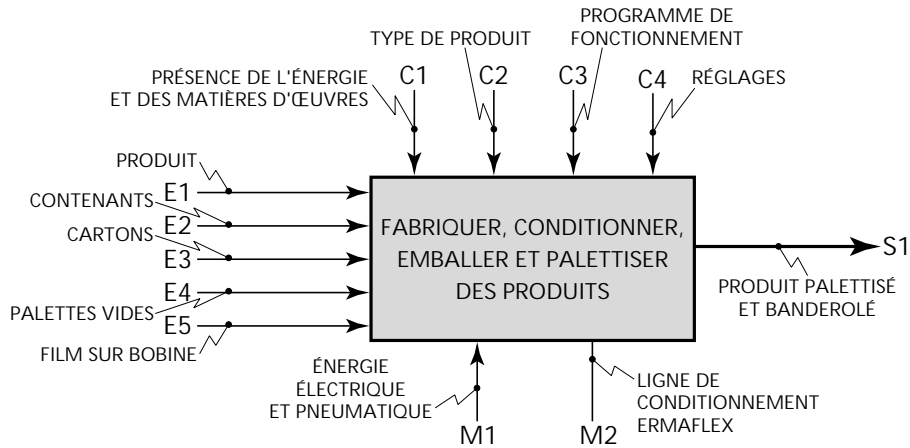 PROGRAMME DE
FONCTIONNEMENT
TYPE DE PRODUIT
PRÉSENCE DE L'ÉNERGIE
ET DES MATIÈRES D'ŒUVRES
C1
C2
C3
C4
RÉGLAGES
PRODUIT
E1
CONTENANTS
E2
CARTONS
E3
E4
PALETTES VIDES
E5
FILM SUR BOBINE
FABRIQUER, CONDITIONNER,
EMBALLER ET PALETTISER
DES PRODUITS
S1
PRODUIT PALETTISÉ
ET BANDEROLÉ
ÉNERGIE
ÉLECTRIQUE
ET PNEUMATIQUE
M1
M2
LIGNE DE
CONDITIONNEMENT
ERMAFLEX